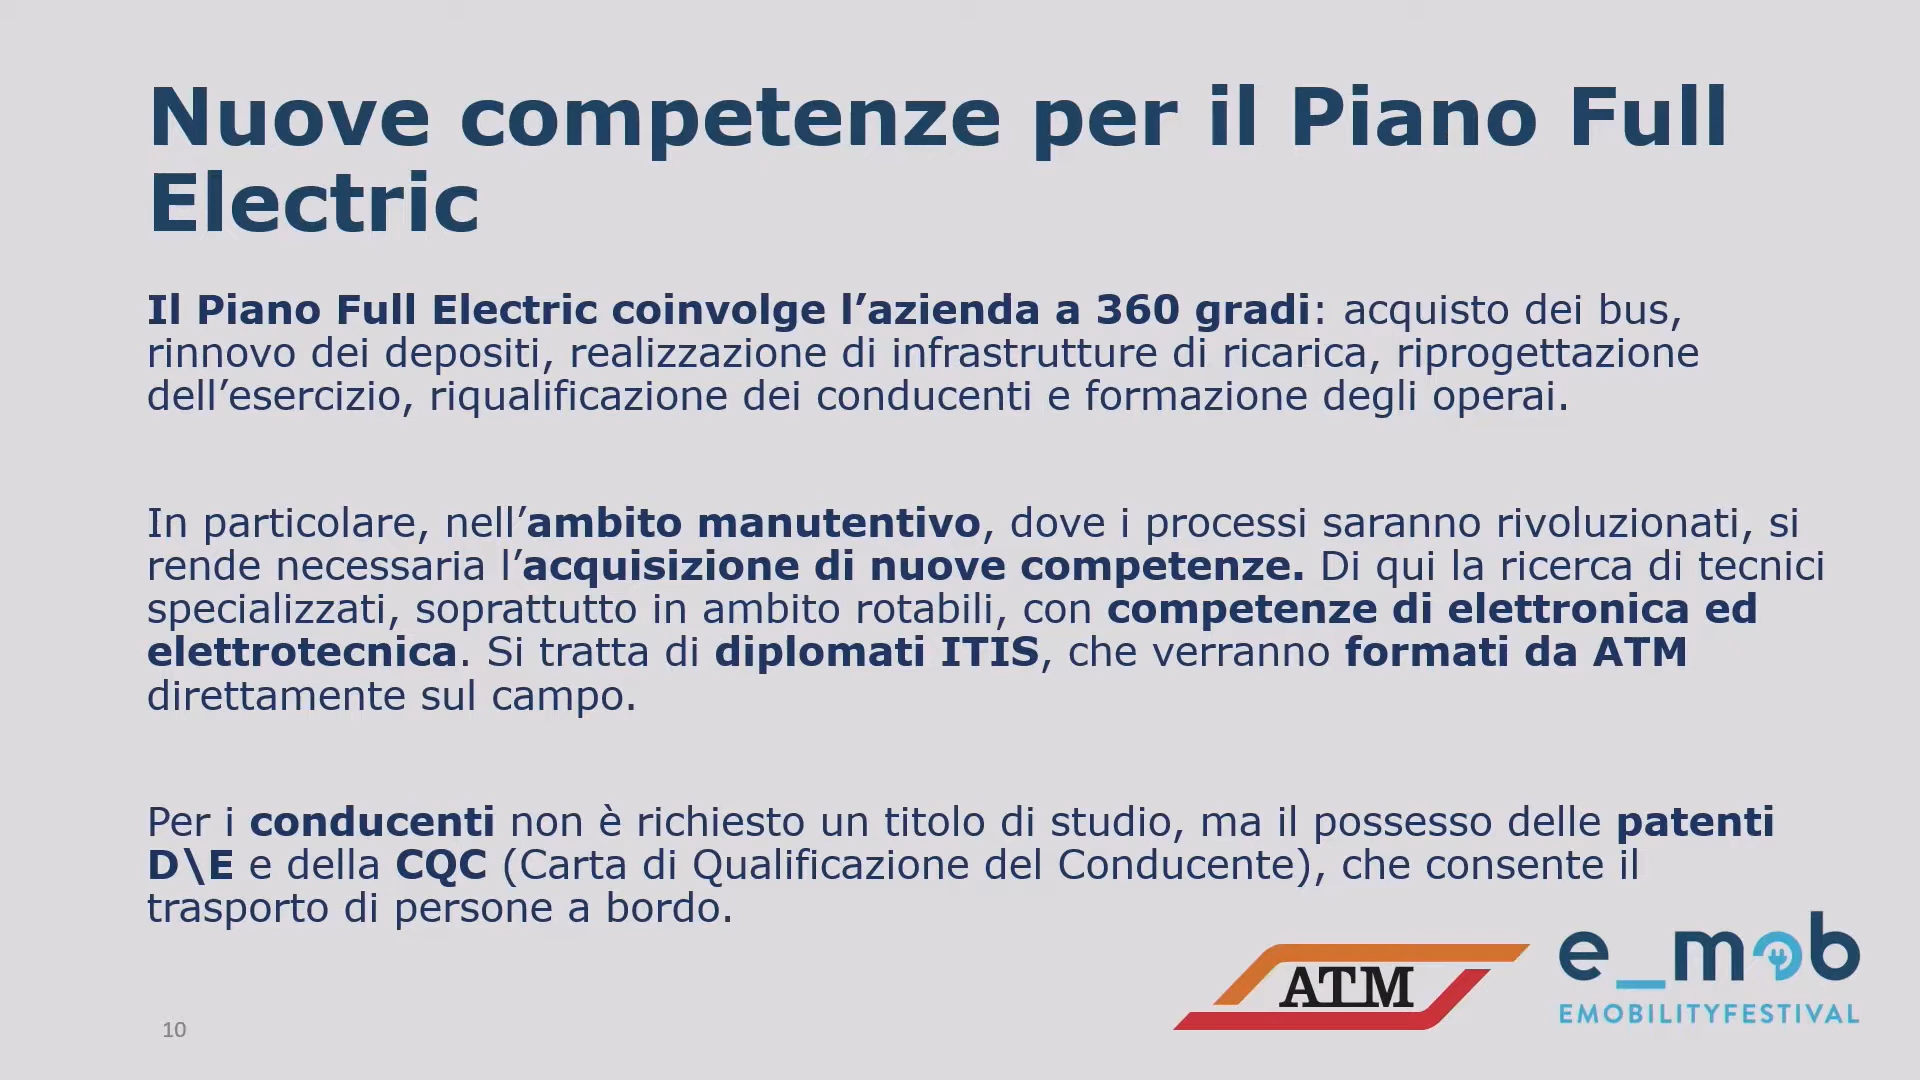 Nuove competenze per il Piano Full
Electric
Il Piano Full Electric coinvolge l’azienda a 360 gradi: acquisto dei bus,
rinnovo dei depositi, realizzazione di infrastrutture di ricarica, riprogettazione
dell’esercizio, riqualificazione dei conducenti e formazione degli operai.
In particolare, nell’ambito manutentivo, dove i processi saranno rivoluzionati, si
rende necessaria l’acquisizione di nuove competenze. Di qui la ricerca di tecnici
specializzati, soprattutto in ambito rotabili, con competenze di elettronica ed
elettrotecnica. Si tratta di diplomati ITIS, che verranno formati da ATM
direttamente sul campo.
Per i conducenti non è richiesto un titolo di studio, ma il possesso delle patenti
D\E e della CQC (Carta di Qualificazione del Conducente), che consente il
trasporto di persone a bordo.
ATM
e_mob
EMOBILITYFESTIVAL
10